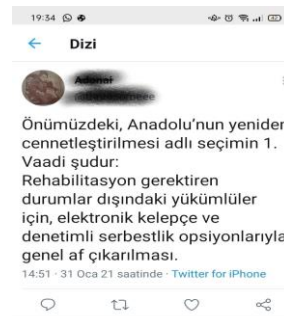 19:34
Dizi
Adonai
Önümüzdeki, Anadolu'nun yeniden
cennetleştirilmesi adlı seçimin 1.
Vaadi şudur:
Rehabilitasyon gerektiren
durumlar dışındaki yükümlüler
için, elektronik kelepçe ve
denetimli serbestlik opsiyonlarıyla
genel af çıkarılması.
14:51 · 31 Oca 21 saatinde · Twitter for iPhone